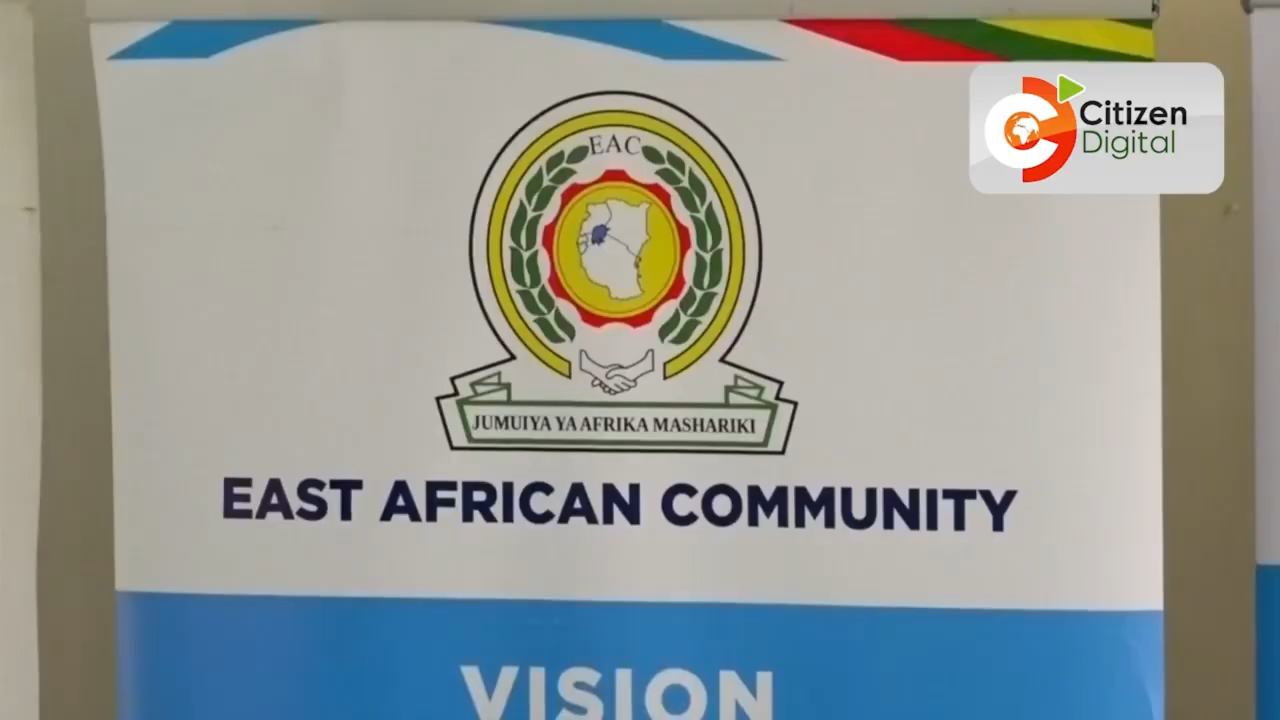 Citizen
Digital
EAC
JUMUIYA YA AFRIKA MASHARIKI
EAST AFRICAN COMMUNITY
VISION